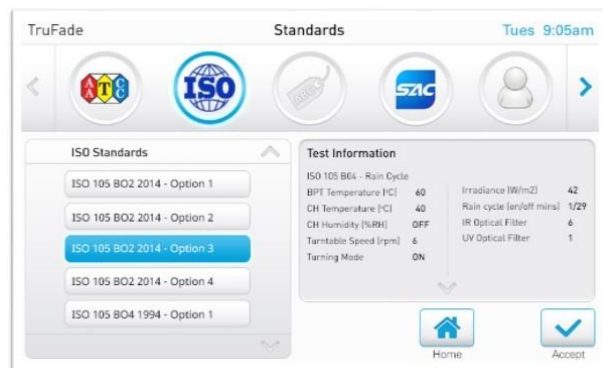 TruFade Standards Tues 9:05am
AATCC ISO ABC SAC
ISO Standards
ISO 105 BO2 2014 - Option 1
ISO 105 BO2 2014 - Option 2
ISO 105 BO2 2014 - Option 3
ISO 105 BO2 2014 - Option 4
ISO 105 BO4 1994 - Option 1
Test Information
ISO 105 B04 - Rain Cycle
BPT Temperature [°C] 60
CH Temperature [°C] 40
CH Humidity [%RH] OFF
Turntable Speed [rpm] 6
Turning Mode ON
Irradiance [W/m2] 42
Rain cycle [on/off mins] 1/29
IR Optical Filter 6
UV Optical Filter 1
Home Accept